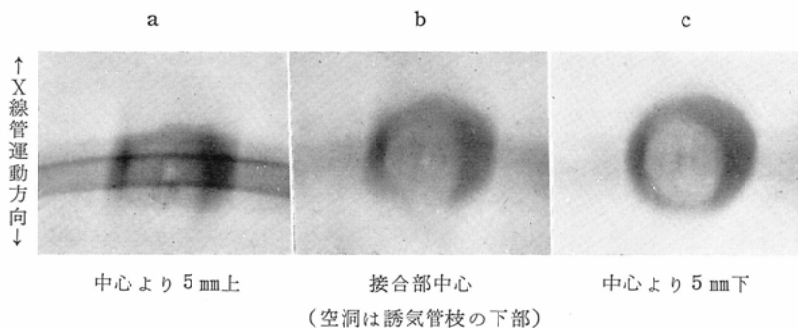 a
b
c
↑X線管運動方向↓
中心より5㎜上
接合部中心
中心より5㎜下
(空洞は誘気管枝の下部)